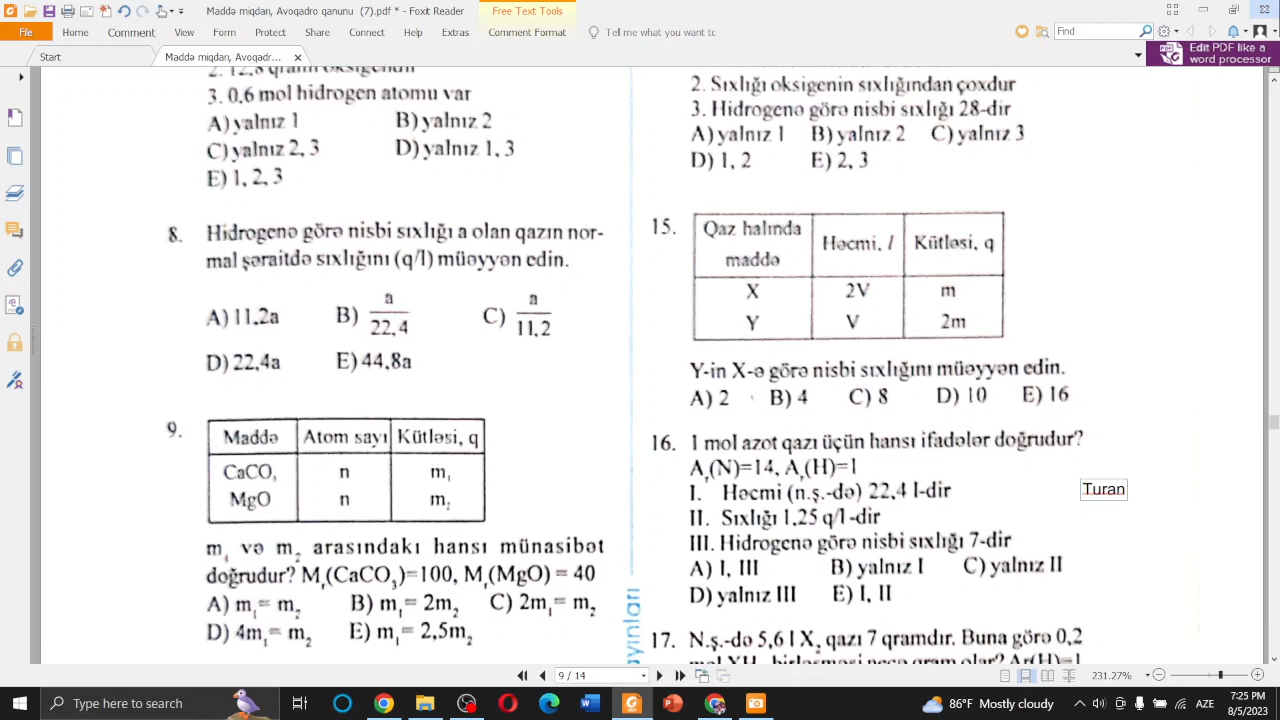 Maddə miqdarı, Avoqadro qanunu (7).pdf * - Foxit Reader
Free Text Tools
File Home Comment View Form Protect Share Connect Help Extras Comment Format Tell me what you want to Find
Start
Maddə miqdarı, Avoqadr...
Edit PDF like a
word processor
3. 0,6 mol hidrogen atomu var
A) yalnız 1 B) yalnız 2
C) yalnız 2, 3 D) yalnız 1, 3
E) 1, 2, 3
8. Hidrogenə görə nisbi sıxlığı a olan qazın nor-
mal şəraitdə sıxlığını (q/l) müəyyən edin.
A) 11,2a B) a/22,4 C) a/11,2
D) 22,4a E) 44,8a
9.
Maddə Atom sayı Kütləsi, q
CaCO₃ n m₁
MgO n m₂
m₁ və m₂ arasındakı hansı münasibət
doğrudur? Mᵣ(CaCO₃)=100, Mᵣ(MgO) = 40
A) m₁= m₂ B) m₁= 2m₂ C) 2m₁= m₂
D) 4m₁= m₂ E) m₁= 2,5m₂
2. Sıxlığı oksigenin sıxlığından çoxdur
3. Hidrogenə görə nisbi sıxlığı 28-dir
A) yalnız 1 B) yalnız 2 C) yalnız 3
D) 1, 2 E) 2, 3
15.
Qaz halında maddə Həcmi, l Kütləsi, q
X 2V m
Y V 2m
Y-in X-ə görə nisbi sıxlığını müəyyən edin.
A) 2 B) 4 C) 8 D) 10 E) 16
16. 1 mol azot qazı üçün hansı ifadələr doğrudur?
Aᵣ(N)=14, Aᵣ(H)=1
I. Həcmi (n.ş.-də) 22,4 l-dir
II. Sıxlığı 1,25 q/l-dir
III. Hidrogenə görə nisbi sıxlığı 7-dir
A) I, III B) yalnız I C) yalnız II
D) yalnız III E) I, II
Turan
17. N.ş.-də 5,6 l X₂ qazı 7 qramdır. Buna görə 0,2
9 / 14
231.27%
Type here to search
86°F Mostly cloudy
AZE
7:25 PM
8/5/2023